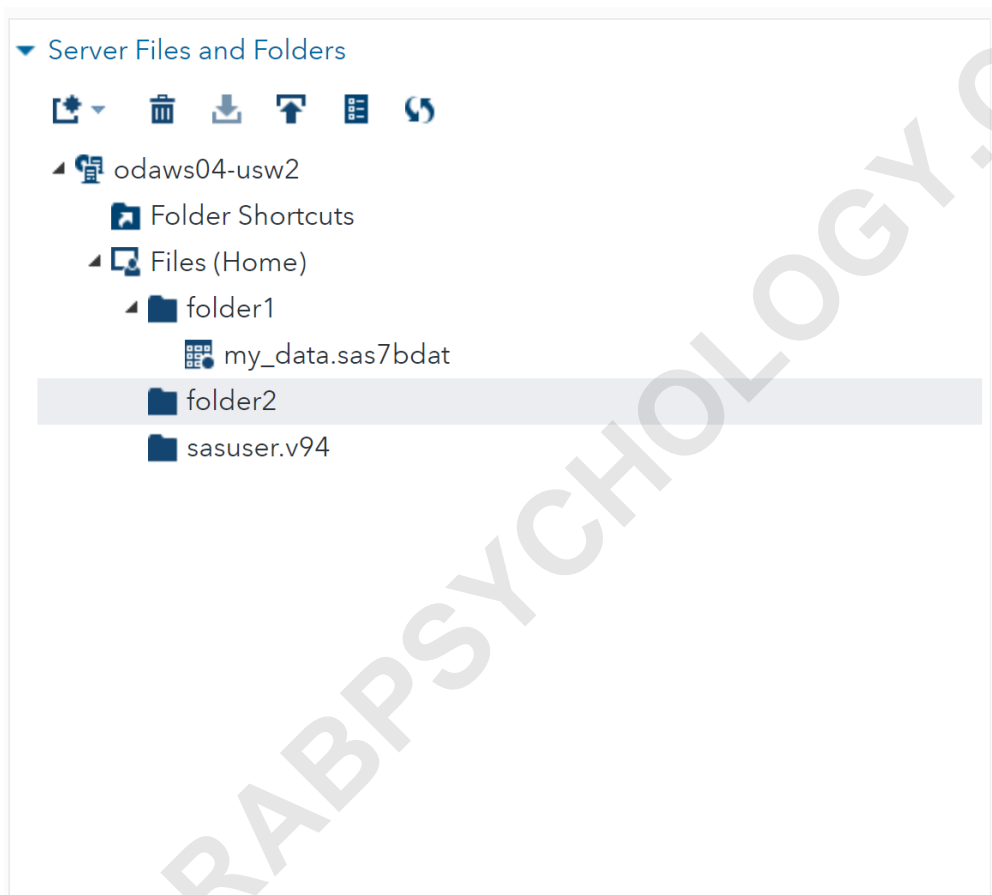 Server Files and Folders
odaws04-usw2
Folder Shortcuts
Files (Home)
folder1
my_data.sas7bdat
folder2
sasuser.v94
RABPSYCHOLOGY.